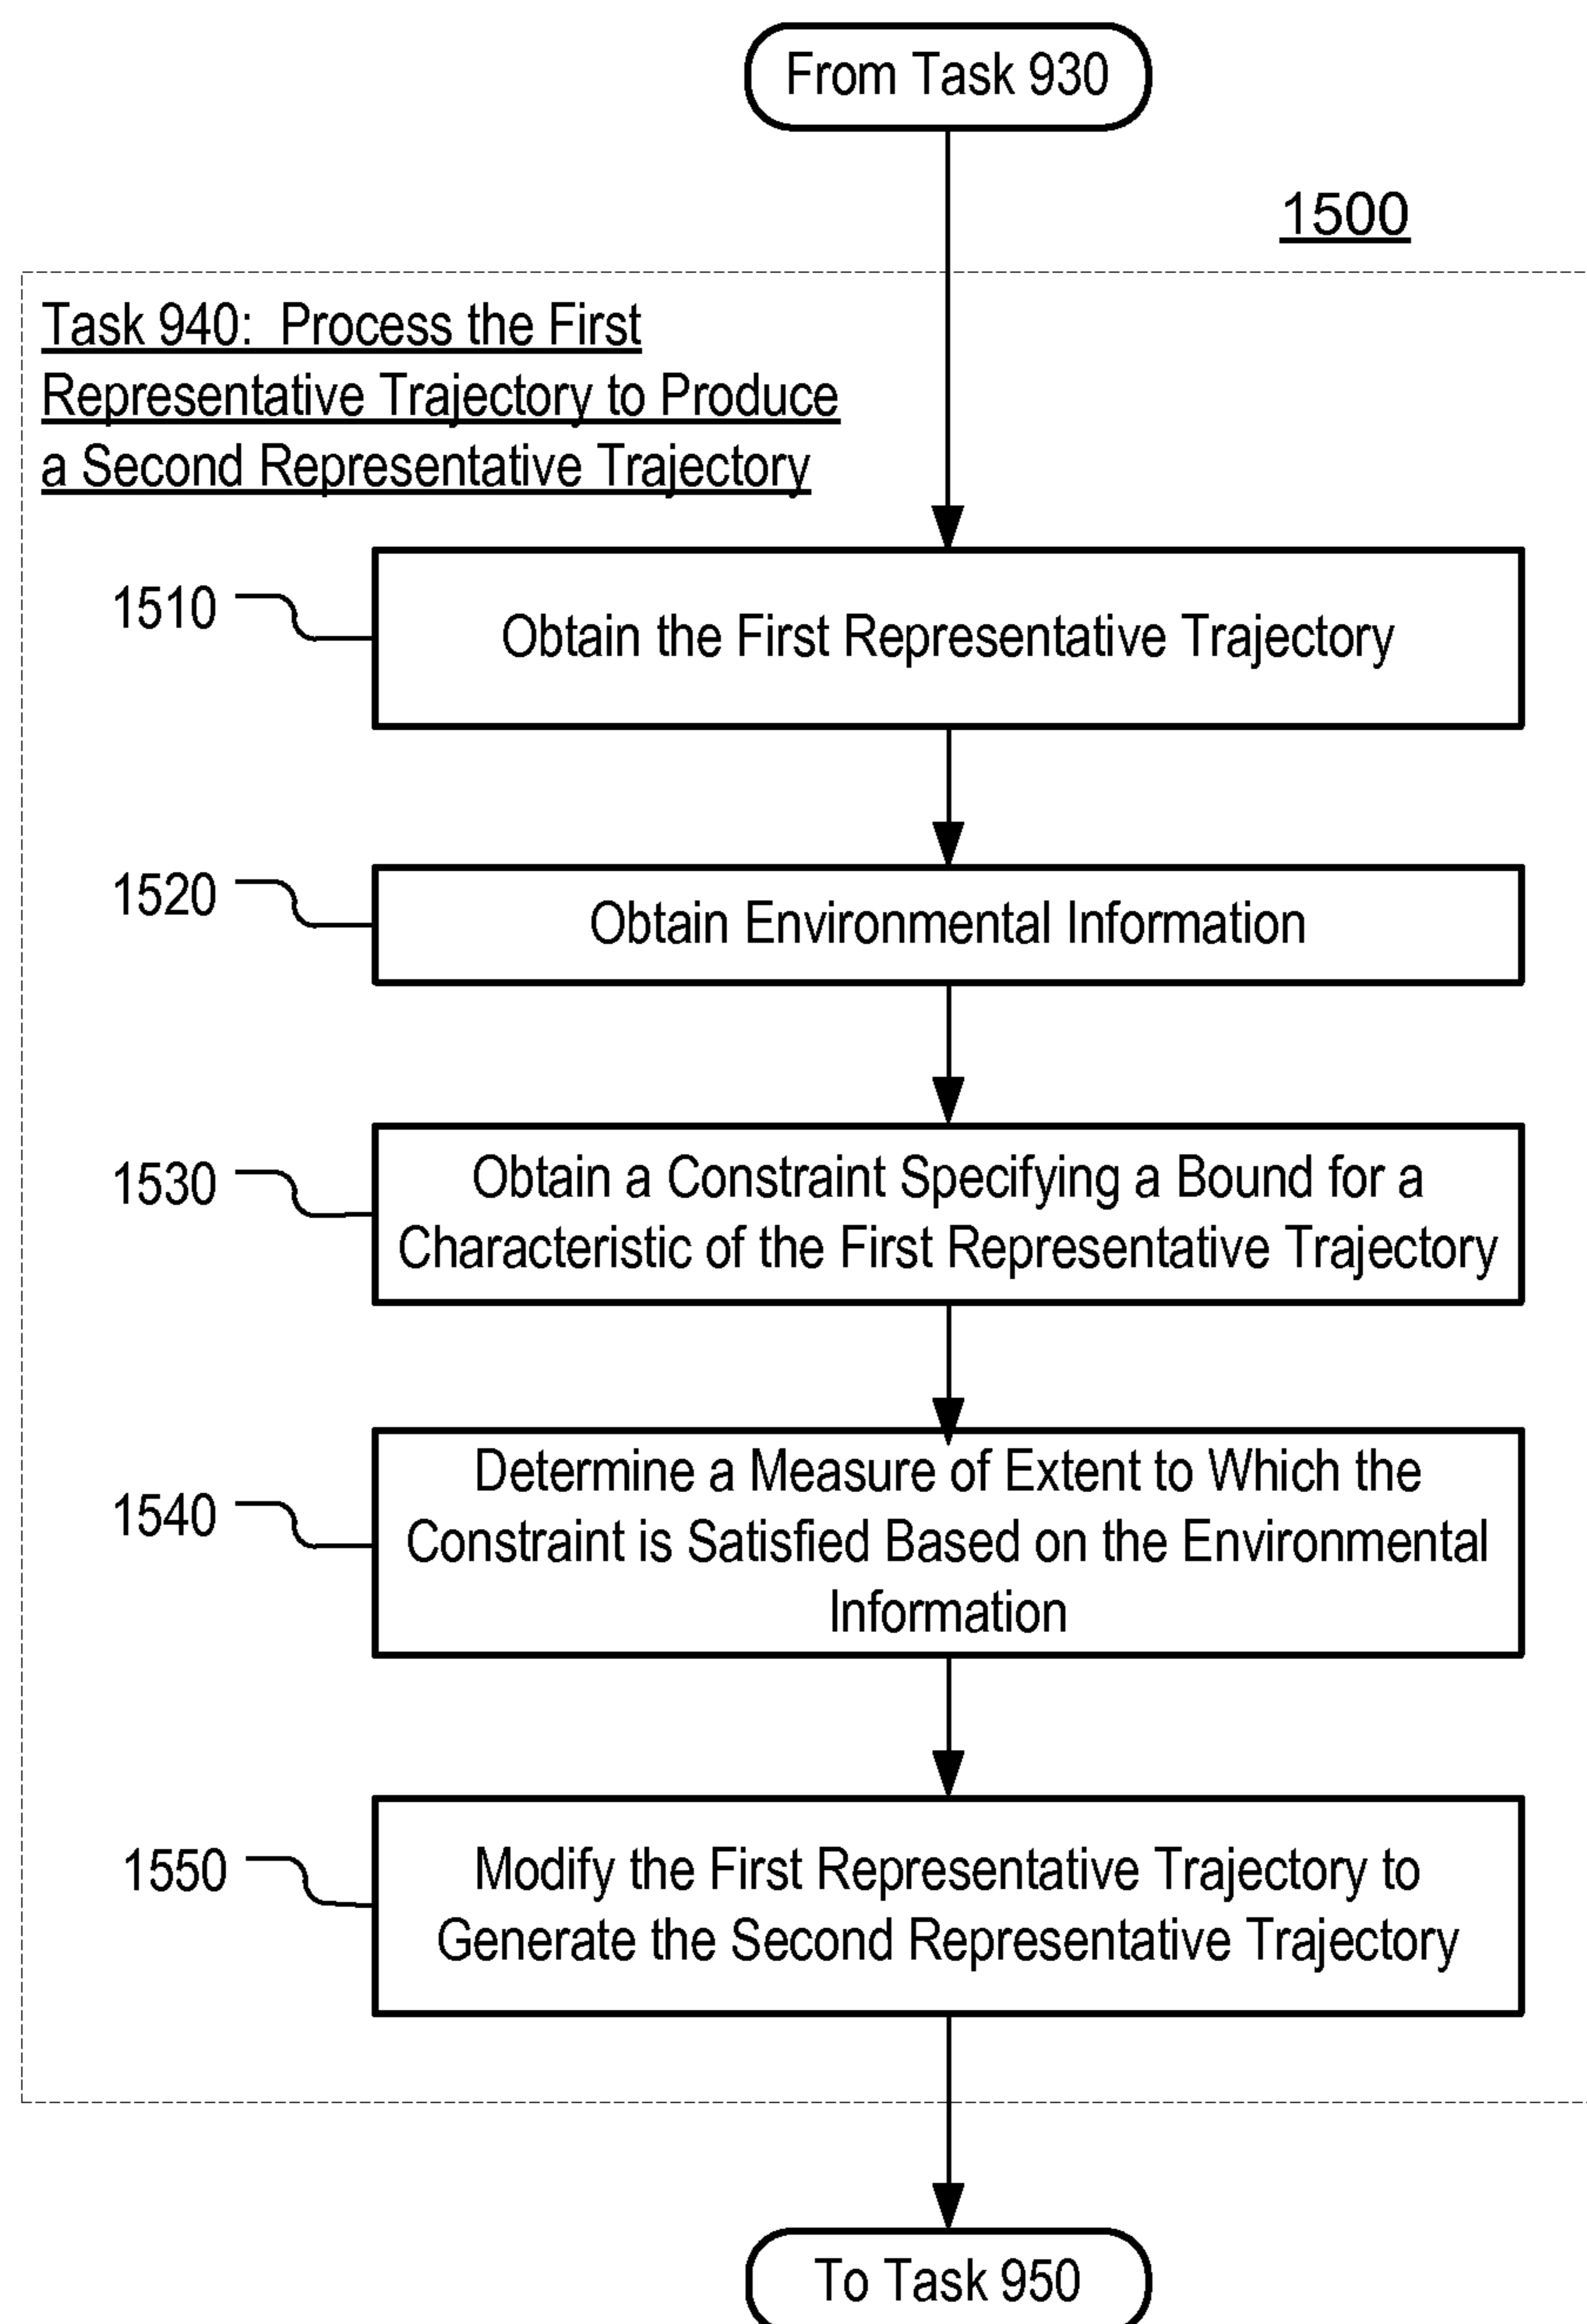 From Task 930
1500
Task 940: Process the First
Representative Trajectory to Produce
a Second Representative Trajectory
1510
Obtain the First Representative Trajectory
1520
Obtain Environmental Information
1530
Obtain a Constraint Specifying a Bound for a
Characteristic of the First Representative Trajectory
1540
Determine a Measure of Extent to Which the
Constraint is Satisfied Based on the Environmental
Information
1550
Modify the First Representative Trajectory to
Generate the Second Representative Trajectory
To Task 950